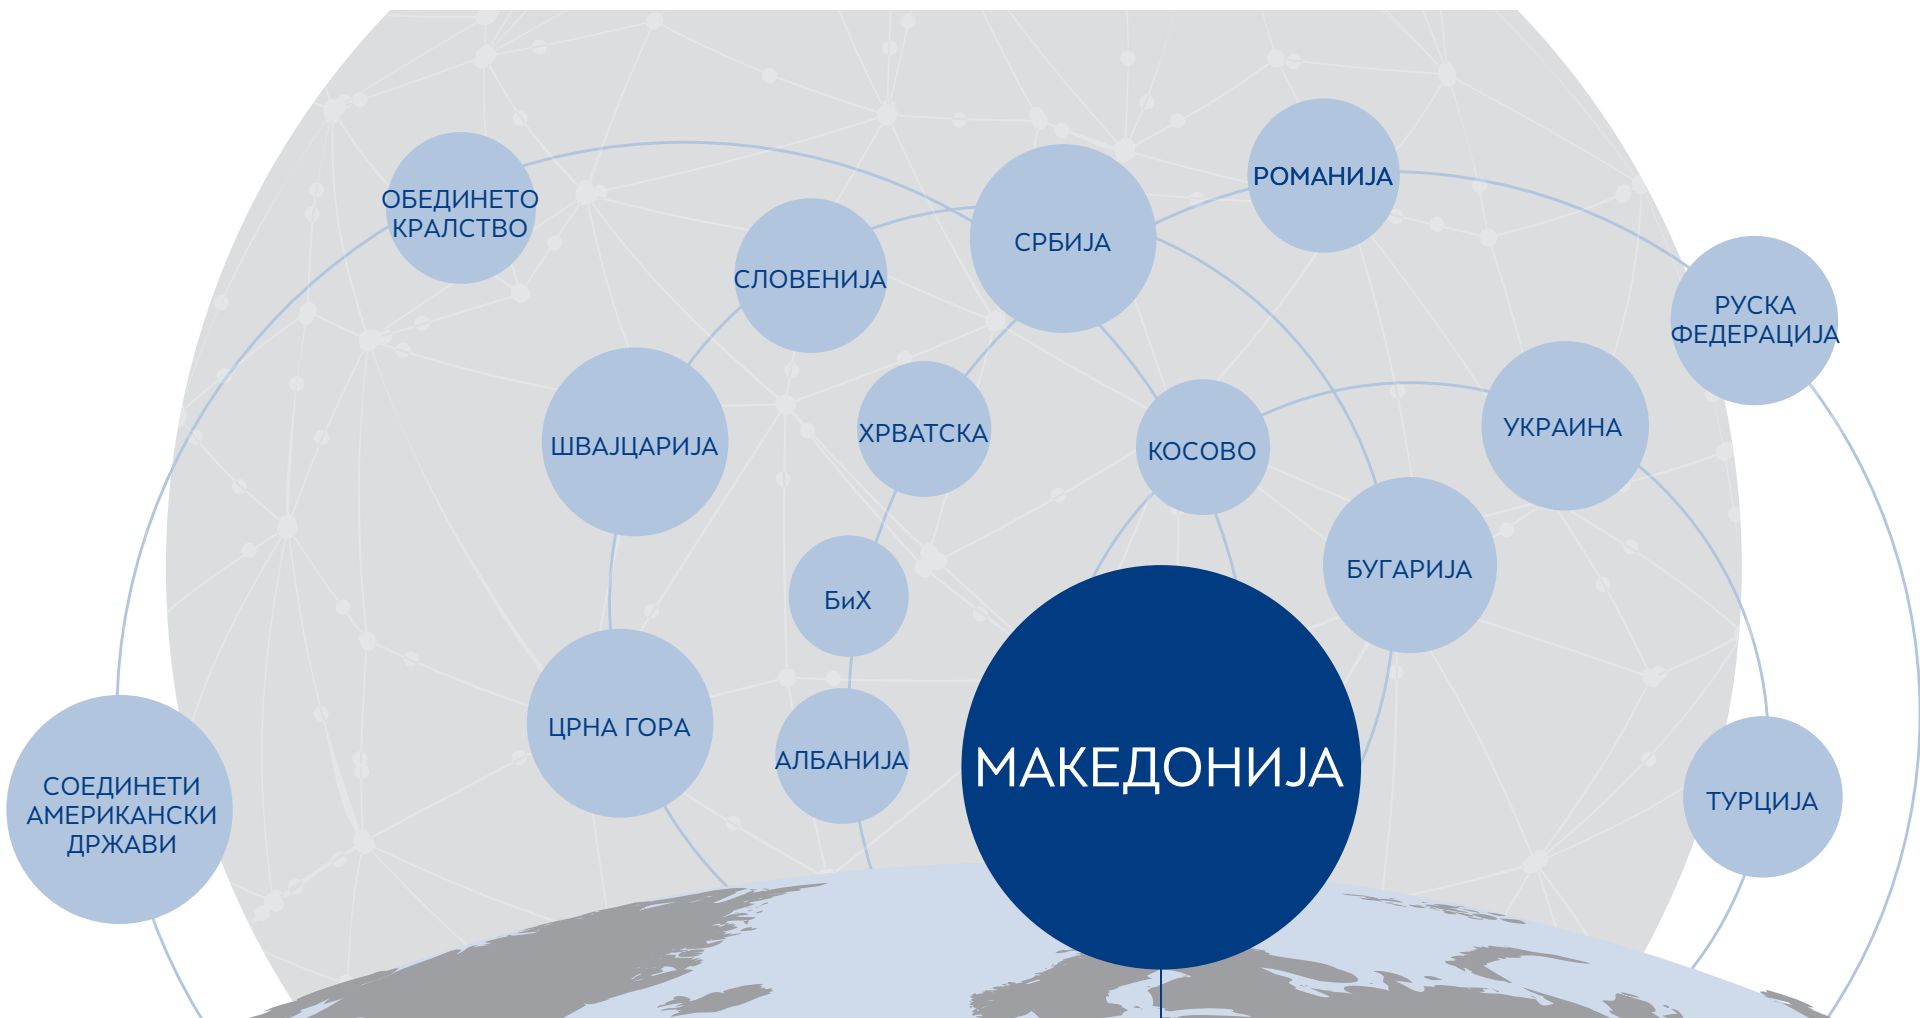 РОМАНИЈА
ОБЕДИНЕТО
КРАЛСТВО
СРБИЈА
СЛОВЕНИЈА
РУСКА
ФЕДЕРАЦИЈА
ШВАЈЦАРИЈА
ХРВАТСКА
КОСОВО
УКРАИНА
БУГАРИЈА
БиХ
ЦРНА ГОРА
АЛБАНИЈА
МАКЕДОНИЈА
СОЕДИНЕТИ
АМЕРИКАНСКИ
ДРЖАВИ
ТУРЦИЈА